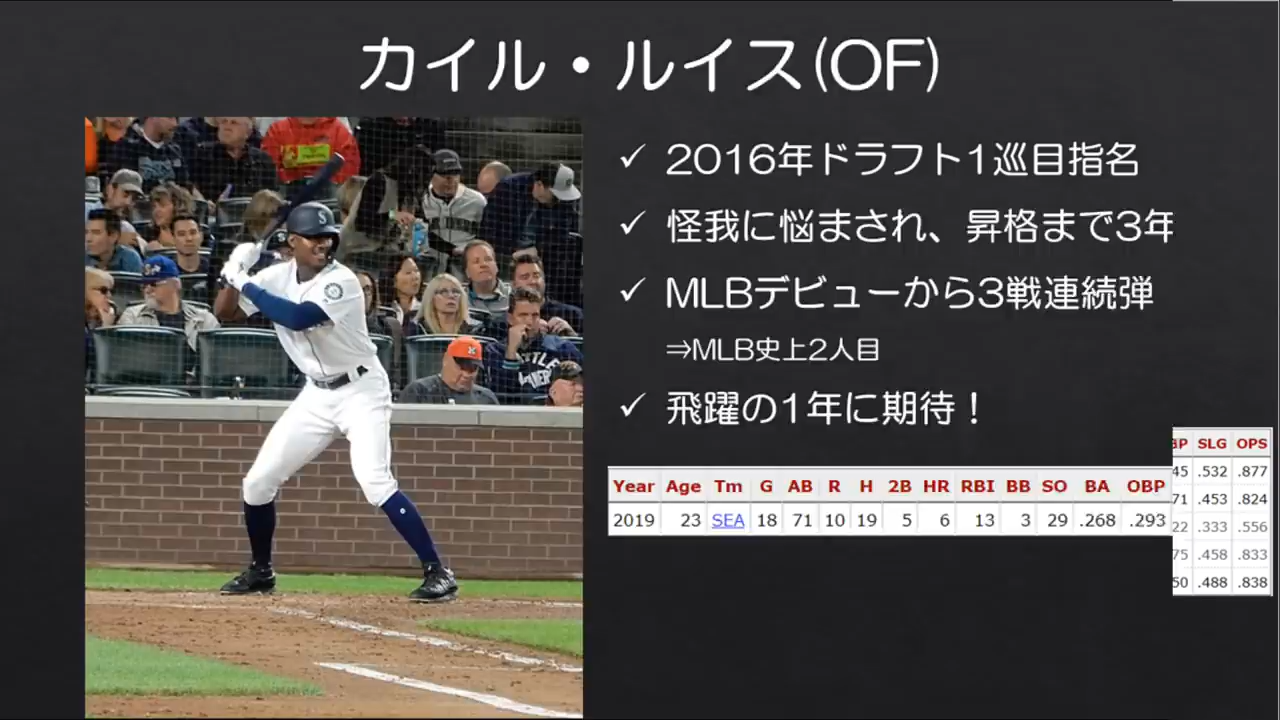 カイル・ルイス(OF)
✓ 2016年ドラフト1巡目指名
✓ 怪我に悩まされ、昇格まで3年
✓ MLBデビューから3戦連続弾
⇒MLB史上2人目
✓ 飛躍の1年に期待！
Year Age Tm G AB R H 2B HR RBI BB SO BA OBP
2019 23 SEA 18 71 10 19 5 6 13 3 29 .268 .293
SLG OPS
45 .532 .877
71 .453 .824
22 .333 .556
75 .458 .833
50 .488 .838
S